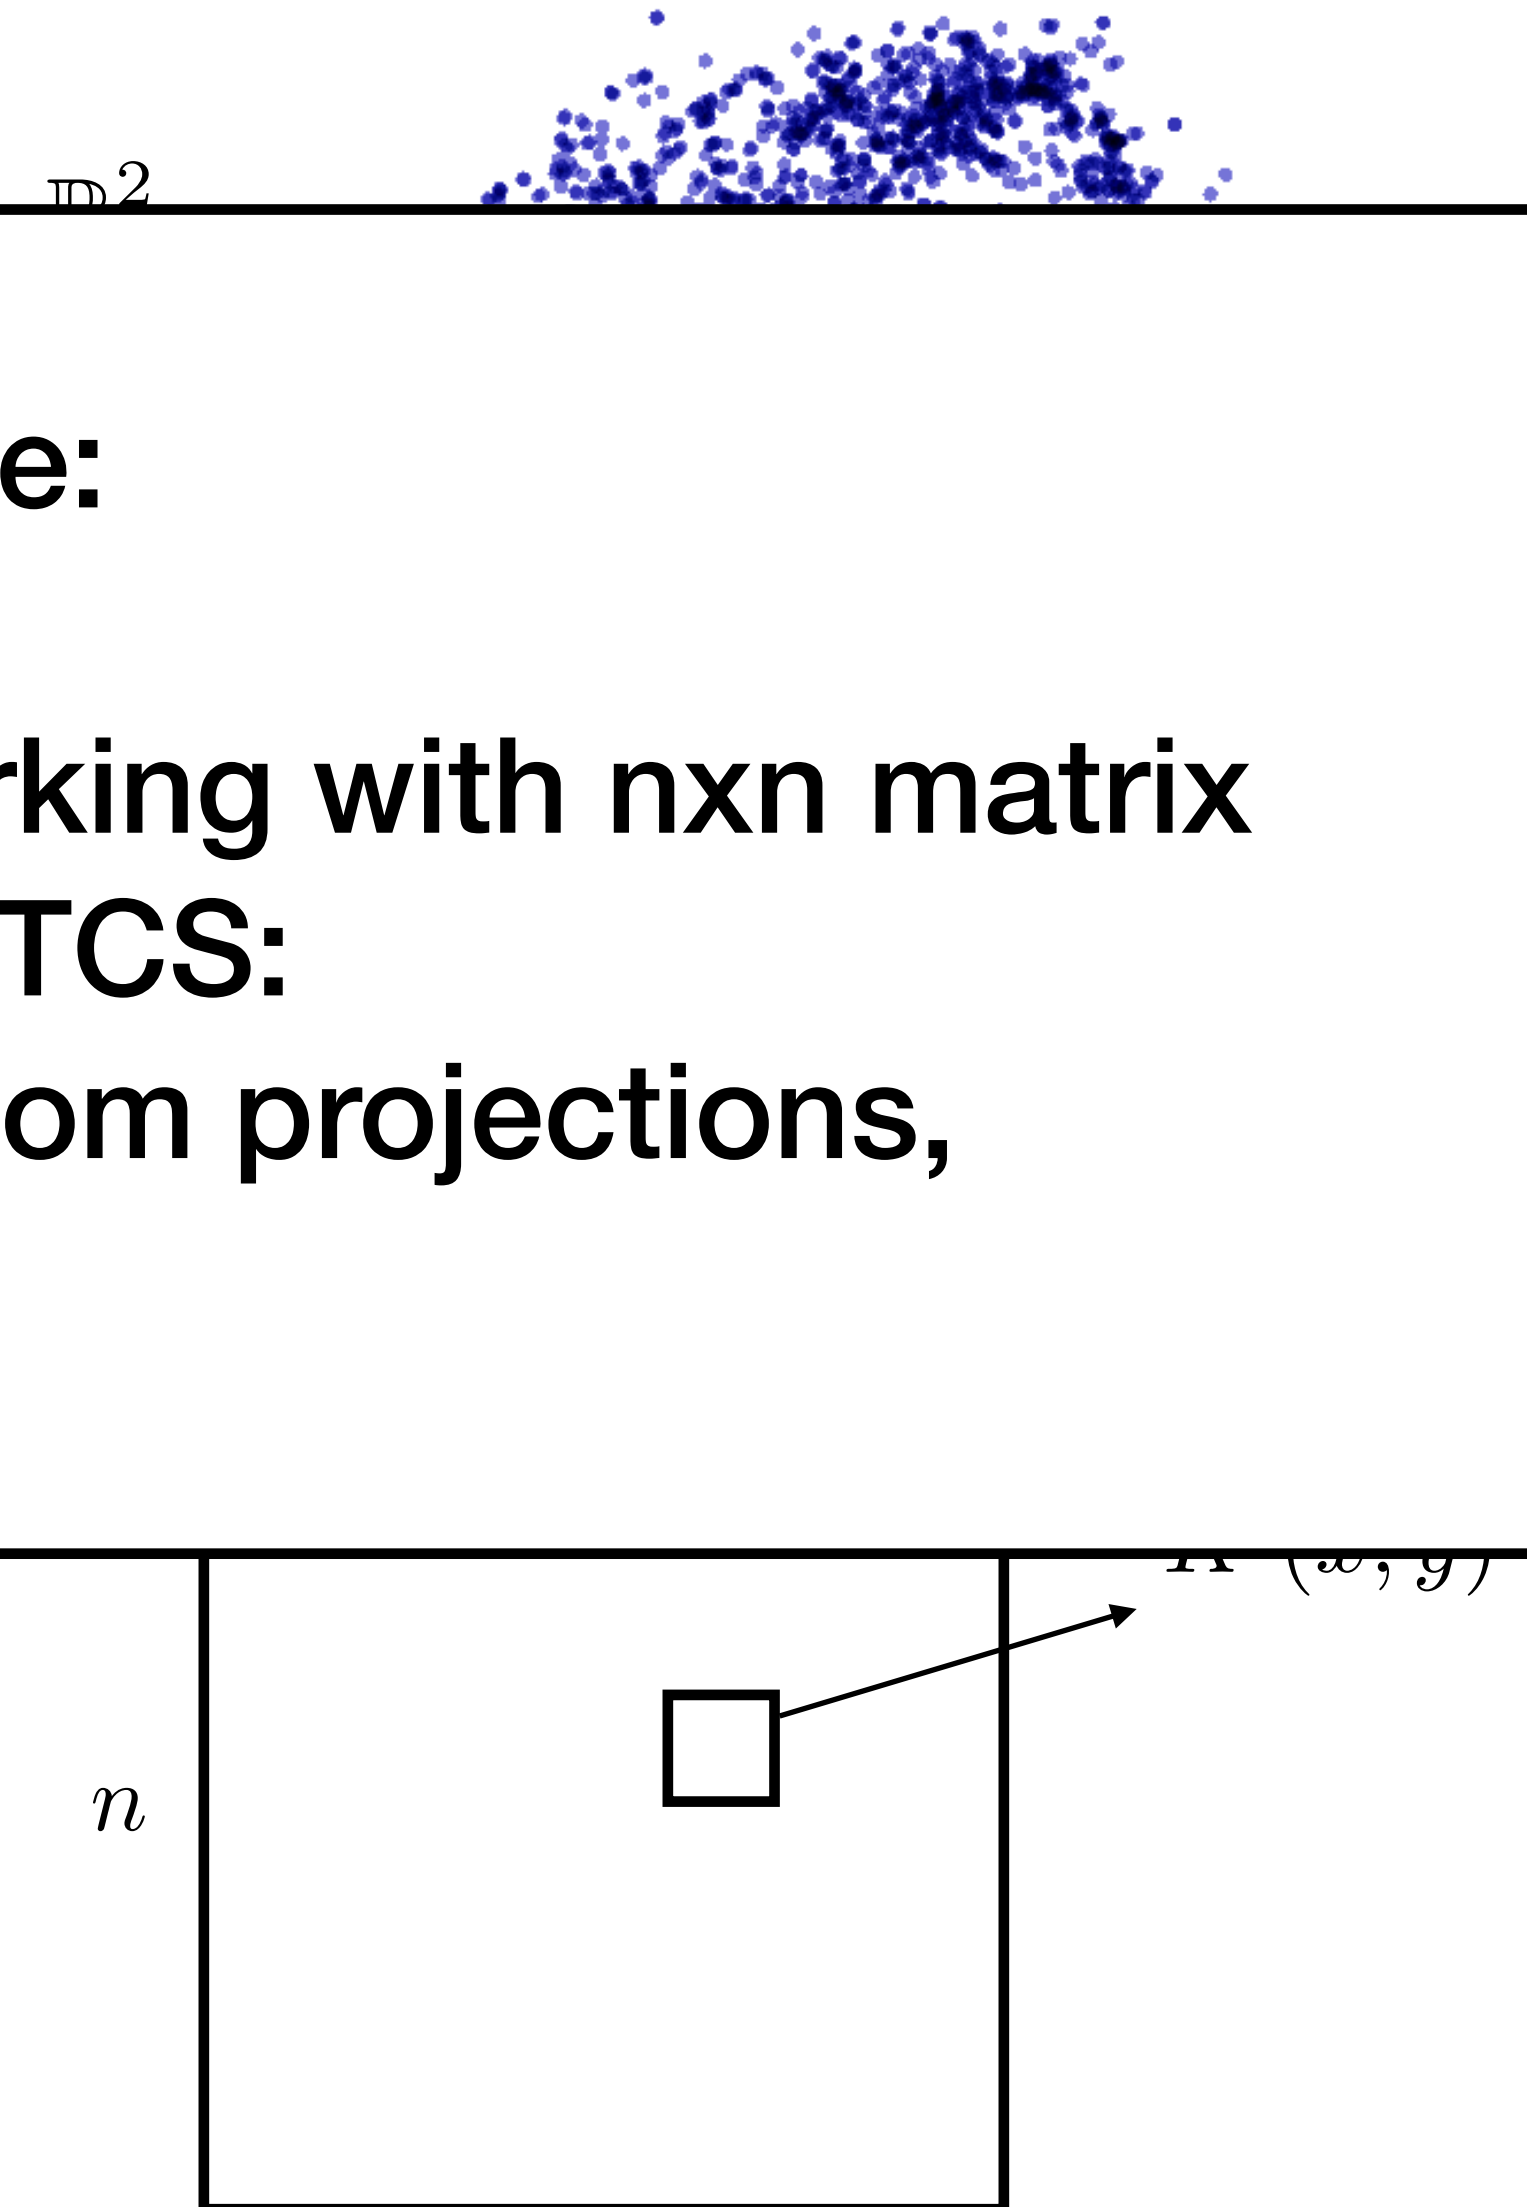 e:
rking with nxn matrix
TCS:
om projections,
(x, y)
n